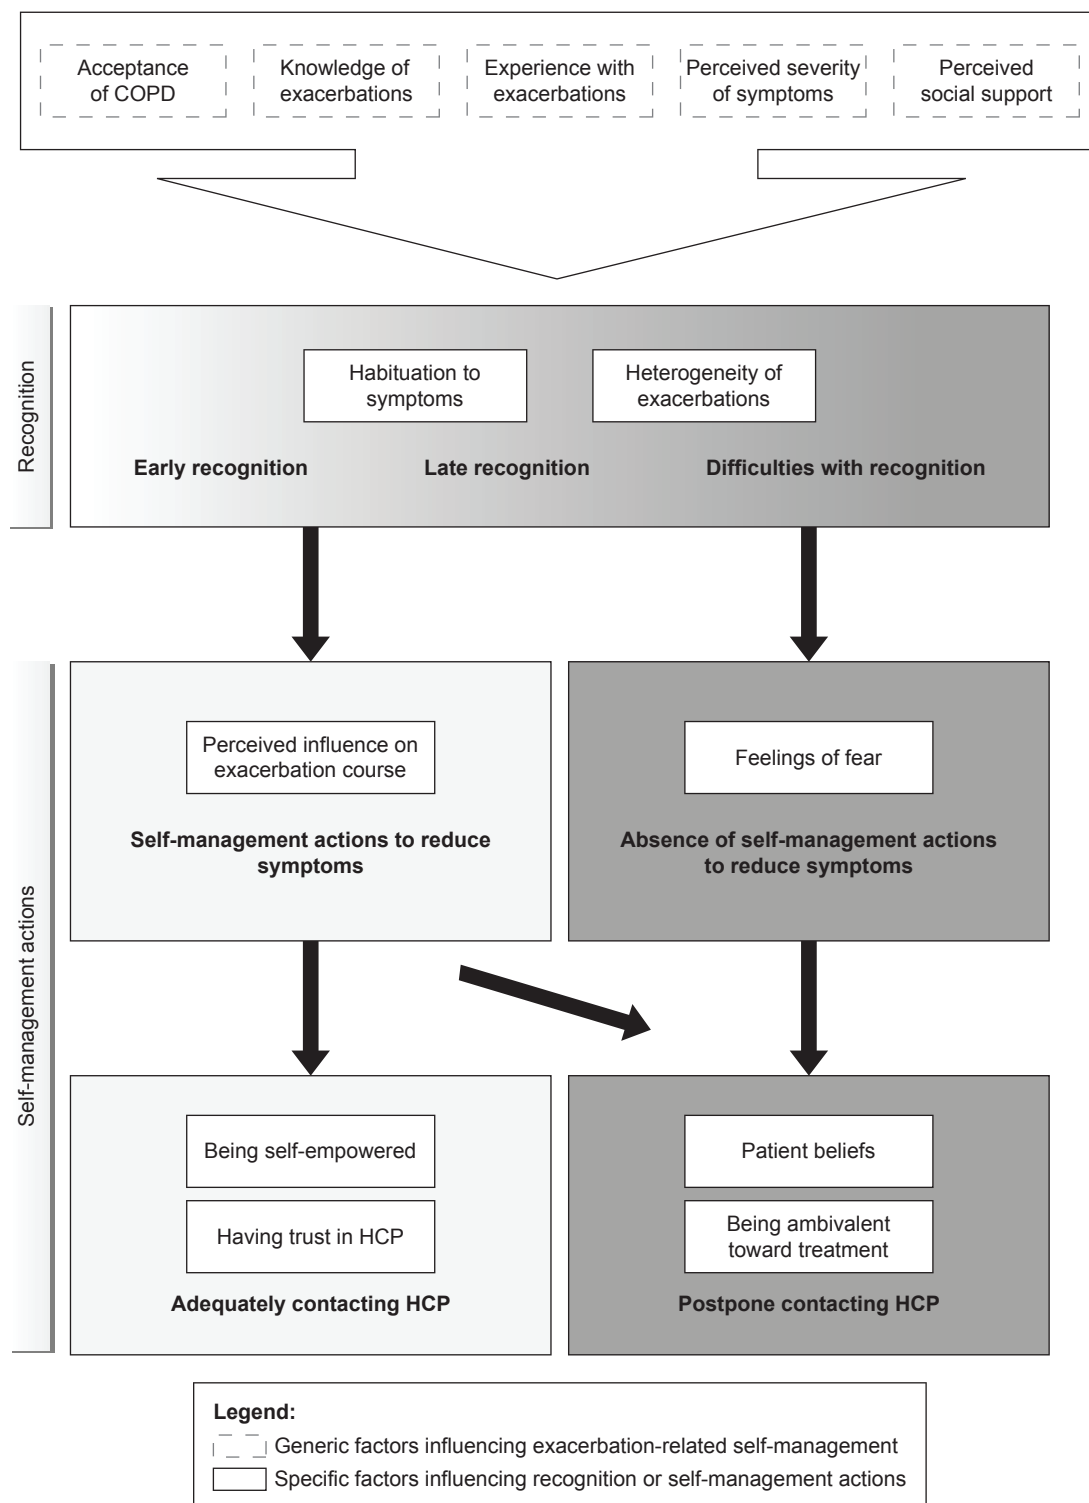 Acceptance
of COPD
Knowledge of
exacerbations
Experience with
exacerbations
Perceived severity
of symptoms
Perceived
social support
Recognition
Habituation to
symptoms
Heterogeneity of
exacerbations
Early recognition
Late recognition
Difficulties with recognition
Self-management actions
Perceived influence on
exacerbation course
Feelings of fear
Self-management actions to reduce
symptoms
Absence of self-management actions
to reduce symptoms
Being self-empowered
Having trust in HCP
Adequately contacting HCP
Patient beliefs
Being ambivalent
toward treatment
Postpone contacting HCP
Legend:
Generic factors influencing exacerbation-related self-management
Specific factors influencing recognition or self-management actions